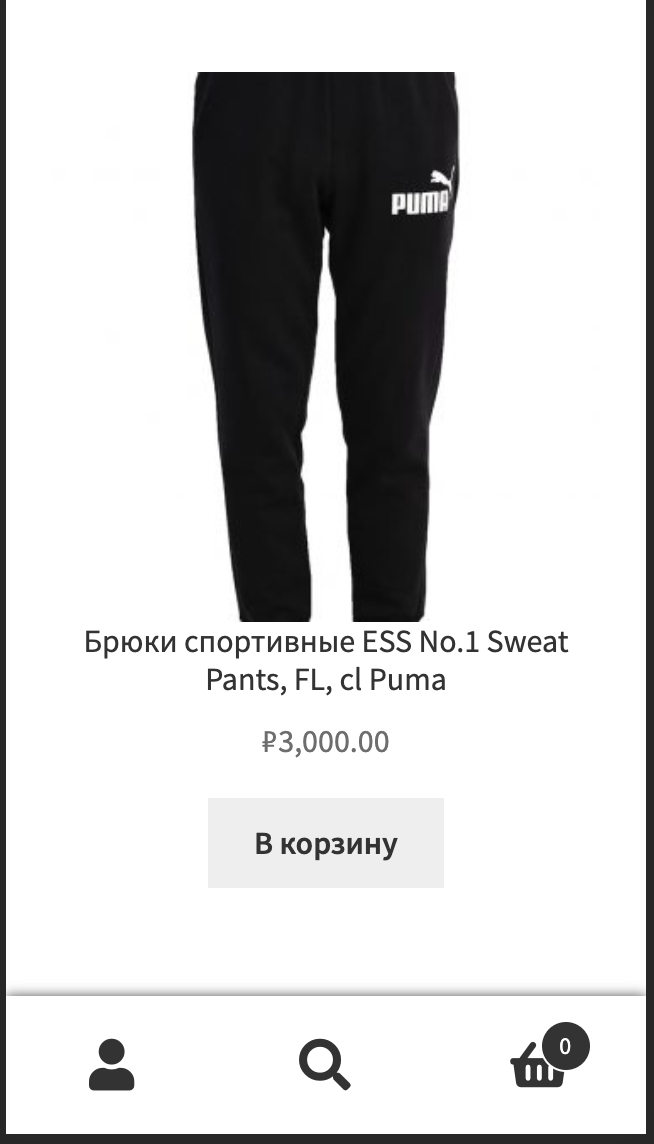 PUMA
Брюки спортивные ESS No.1 Sweat
Pants, FL, cl Puma
₽3,000.00
В корзину
0